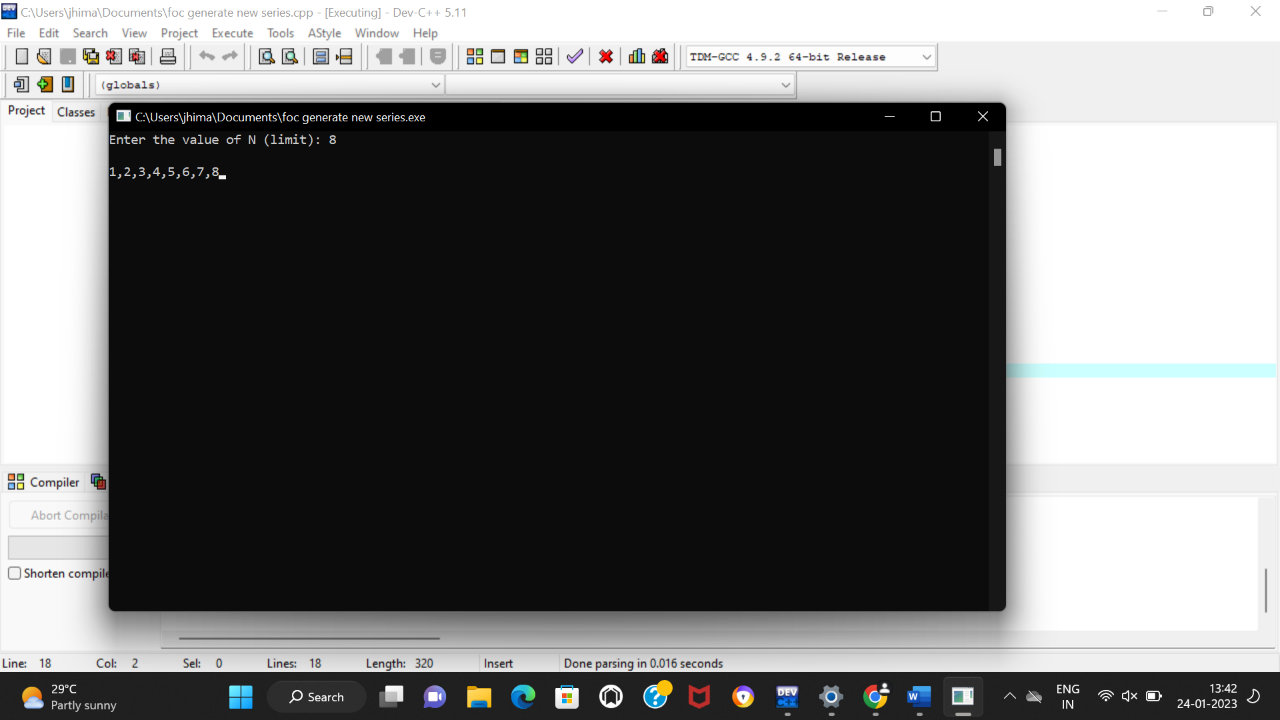 C:\Users\jhima\Documents\foc generate new series.cpp - [Executing] - Dev-C++ 5.11
File Edit Search View Project Execute Tools AStyle Window Help
TDM-GCC 4.9.2 64-bit Release
(globals)
Project Classes
C:\Users\jhima\Documents\foc generate new series.exe
Enter the value of N (limit): 8
1,2,3,4,5,6,7,8
Compiler
Abort Compila
Shorten compile
Line: 18 Col: 2 Sel: 0 Lines: 18 Length: 320 Insert Done parsing in 0.016 seconds
29°C
Partly sunny
Search
DEV
ENG
IN
13:42
24-01-2023